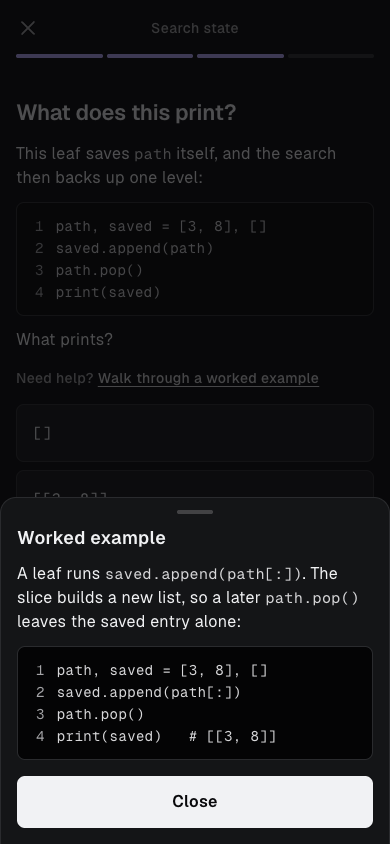 Search state
What does this print?
This leaf saves path itself, and the search
then backs up one level:
1 path, saved = [3, 8], []
2 saved.append(path)
3 path.pop()
4 print(saved)
What prints?
Need help? Walk through a worked example
[]
[[3, 8]]
Worked example
A leaf runs saved.append(path[:]). The
slice builds a new list, so a later path.pop()
leaves the saved entry alone:
1 path, saved = [3, 8], []
2 saved.append(path[:])
3 path.pop()
4 print(saved)   # [[3, 8]]
Close